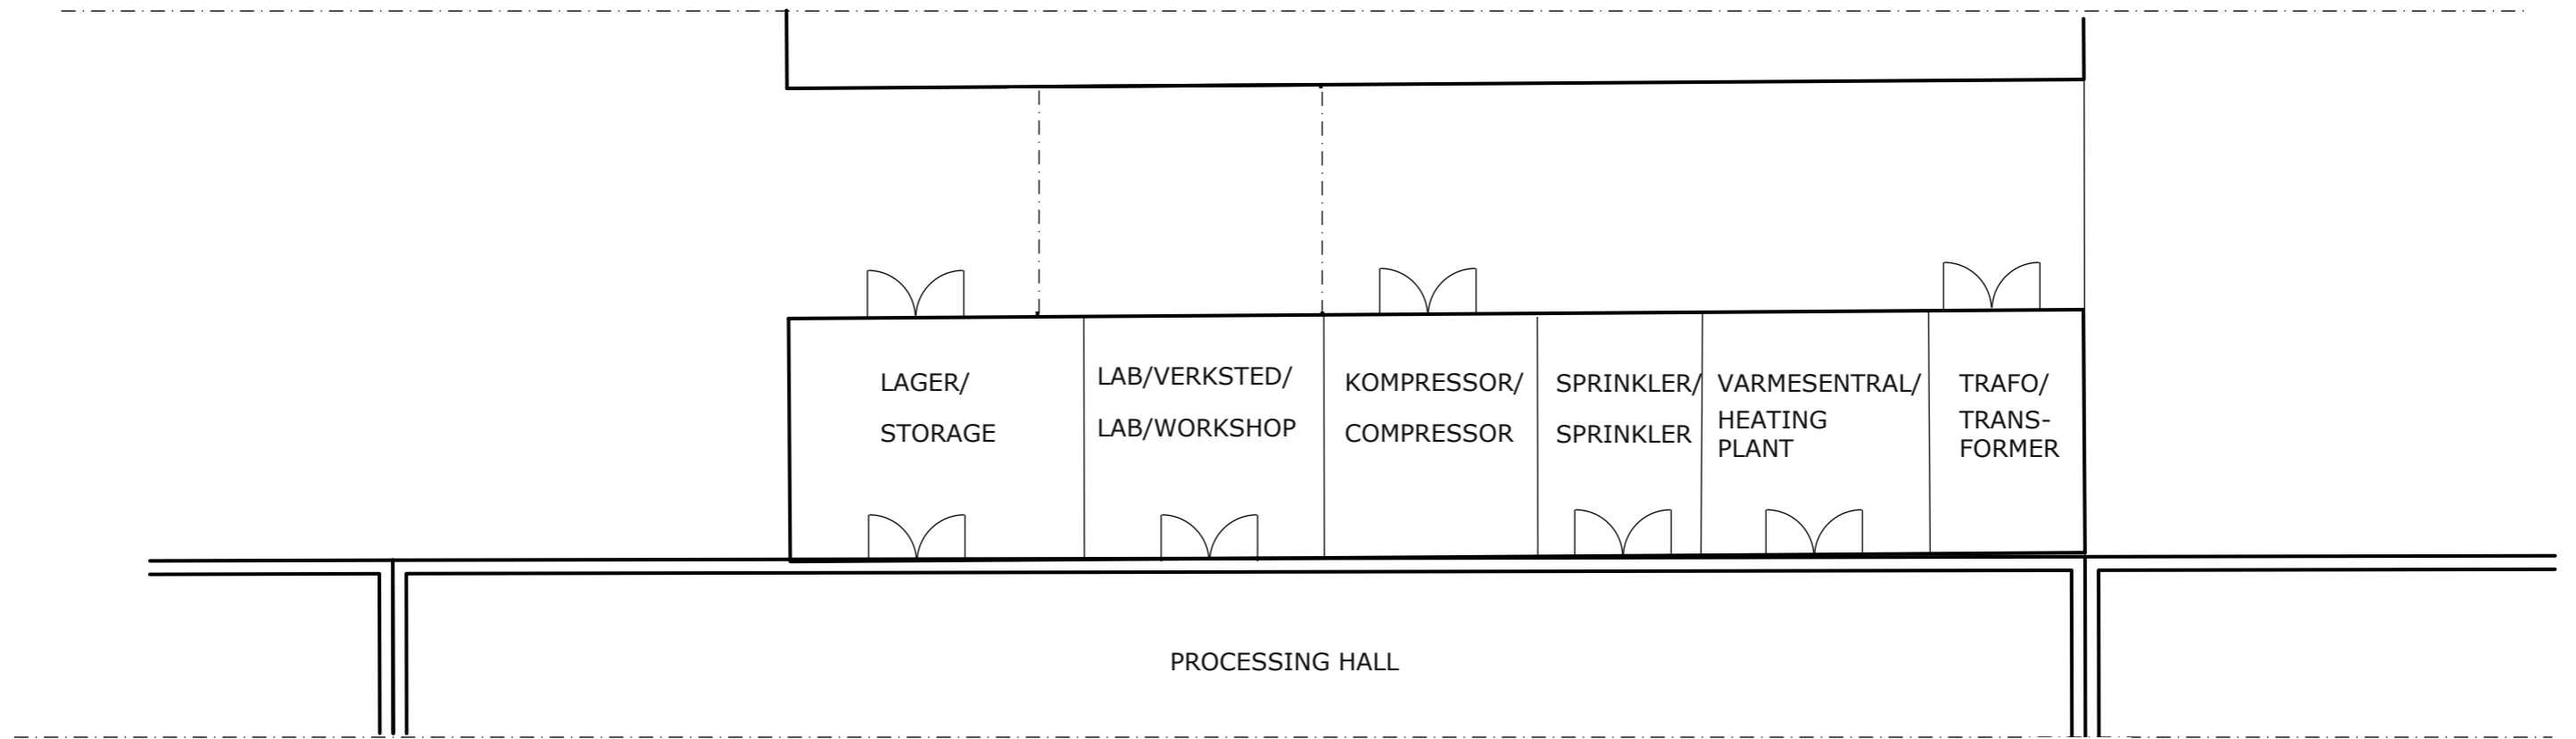 LAGER/
STORAGE
LAB/VERKSTED/
LAB/WORKSHOP
KOMPRESSOR/
COMPRESSOR
SPRINKLER/
SPRINKLER
VARMESENTRAL/
HEATING
PLANT
TRAFO/
TRANS-
FORMER
PROCESSING HALL